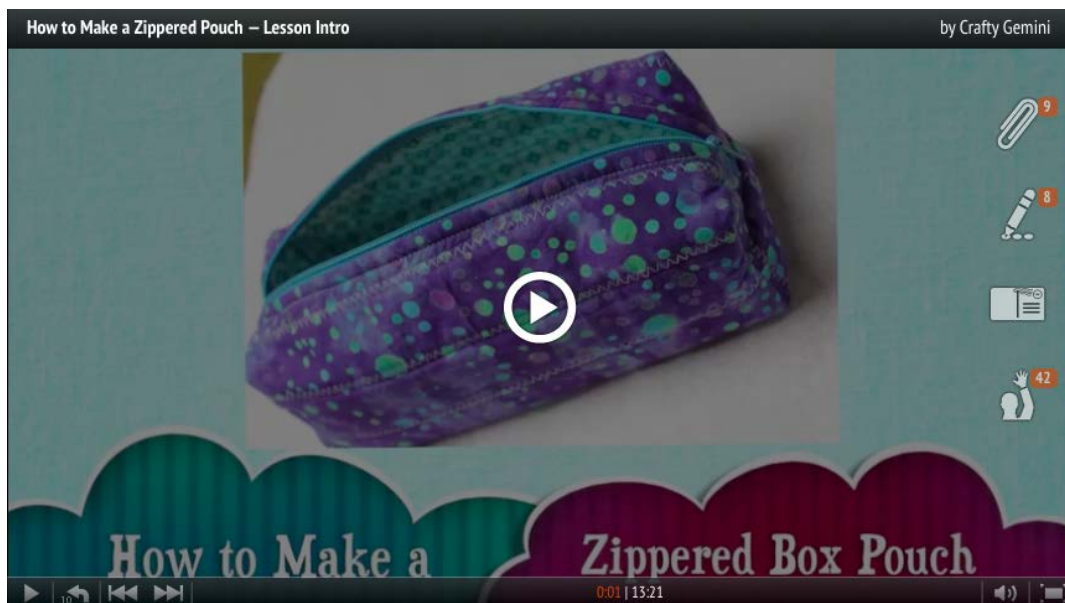 How to Make a Zippered Pouch — Lesson Intro
by Crafty Gemini
9
8
42
How to Make a
Zippered Box Pouch
10
0:01 | 13:21